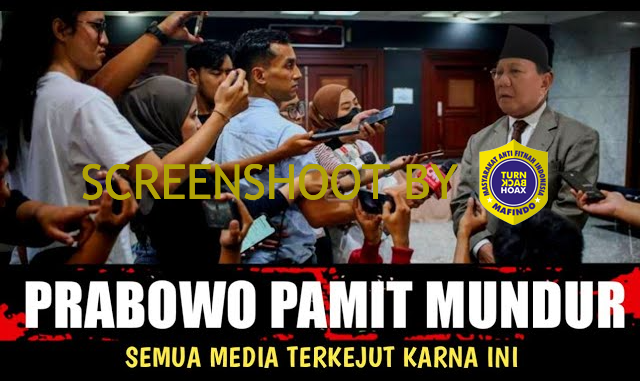 SCREENSHOOT BY
MASYARAKAT ANTI FITNAH INDONESIA
TURN
BACK
HOAX
MAFINDO
PRABOWO PAMIT MUNDUR
SEMUA MEDIA TERKEJUT KARNA INI